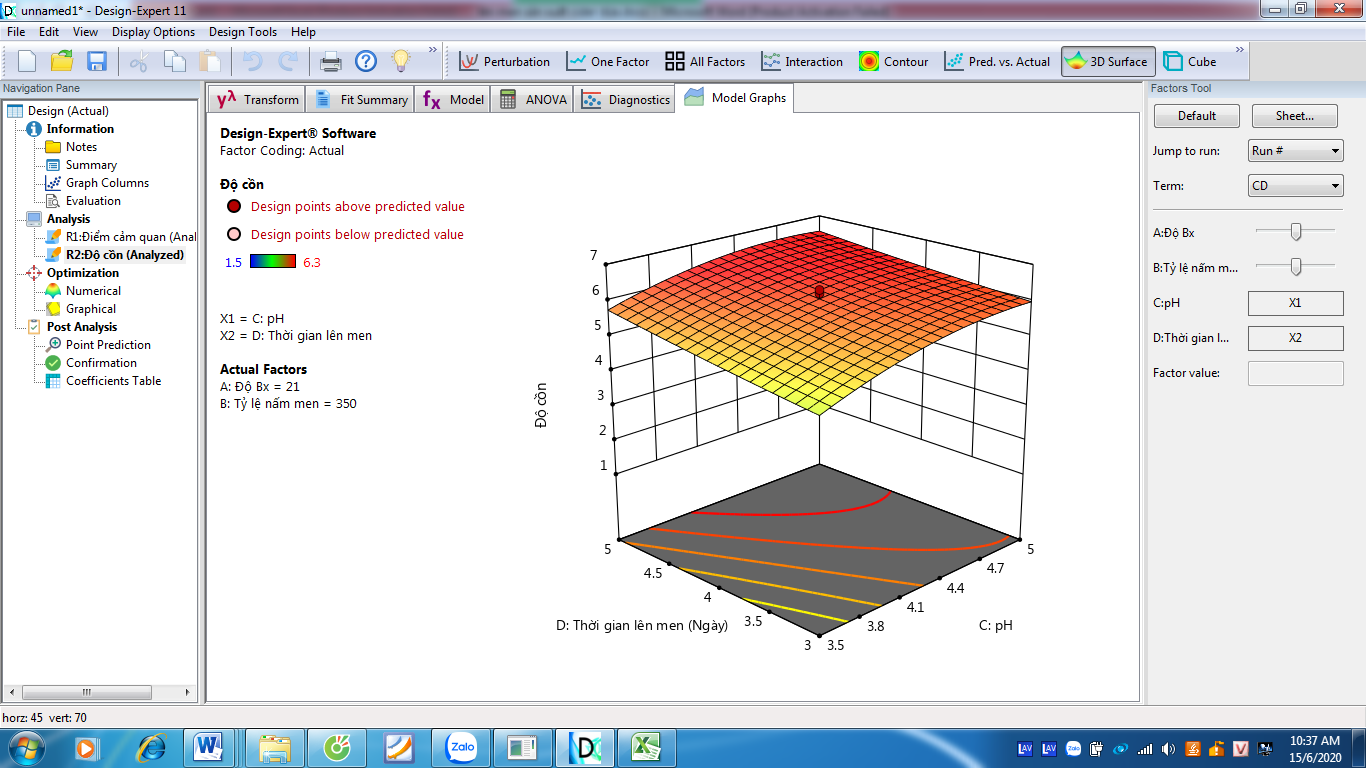 unnamed1* - Design-Expert 11
File Edit View Display Options Design Tools Help
Perturbation One Factor All Factors Interaction Contour Pred. vs. Actual 3D Surface Cube
Navigation Pane
Design (Actual)
Information
Notes
Summary
Graph Columns
Evaluation
Analysis
R1:Điểm cảm quan (Anal
R2:Độ cồn (Analyzed)
Optimization
Numerical
Graphical
Post Analysis
Point Prediction
Confirmation
Coefficients Table
yλ Transform Fit Summary fx Model ANOVA Diagnostics Model Graphs
Design-Expert® Software
Factor Coding: Actual
Độ cồn
Design points above predicted value
Design points below predicted value
1.5 6.3
X1 = C: pH
X2 = D: Thời gian lên men
Actual Factors
A: Độ Bx = 21
B: Tỷ lệ nấm men = 350
7
6
5
4
3
2
1
Độ cồn
5
4.5
4
3.5
3
D: Thời gian lên men (Ngày)
3.5
3.8
4.1
4.4
4.7
5
C: pH
Factors Tool
Default Sheet...
Jump to run: Run #
Term: CD
A:Độ Bx
B:Tỷ lệ nấm m...
C:pH X1
D:Thời gian l... X2
Factor value:
horz: 45 vert: 70
Zalo
LAV LAV Zalo
10:37 AM
15/6/2020